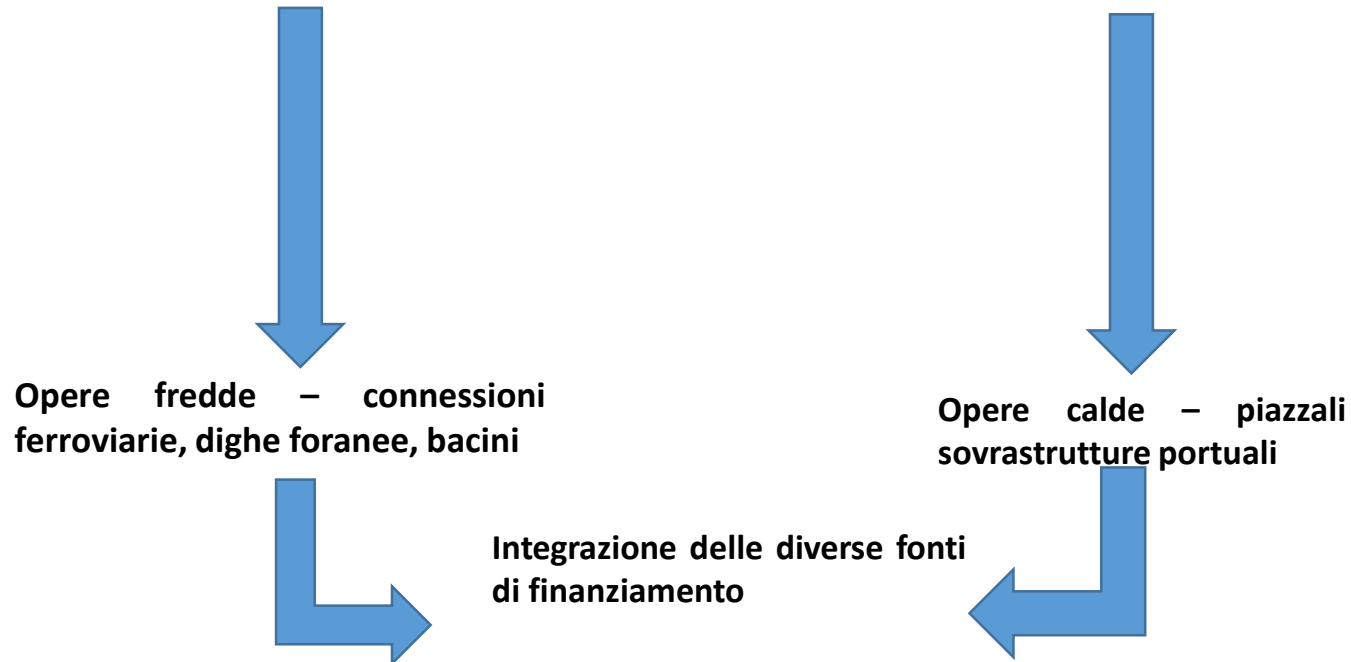 Opere fredde – connessioni
ferroviarie, dighe foranee, bacini
Opere calde – piazzali
sovrastrutture portuali
Integrazione delle diverse fonti
di finanziamento